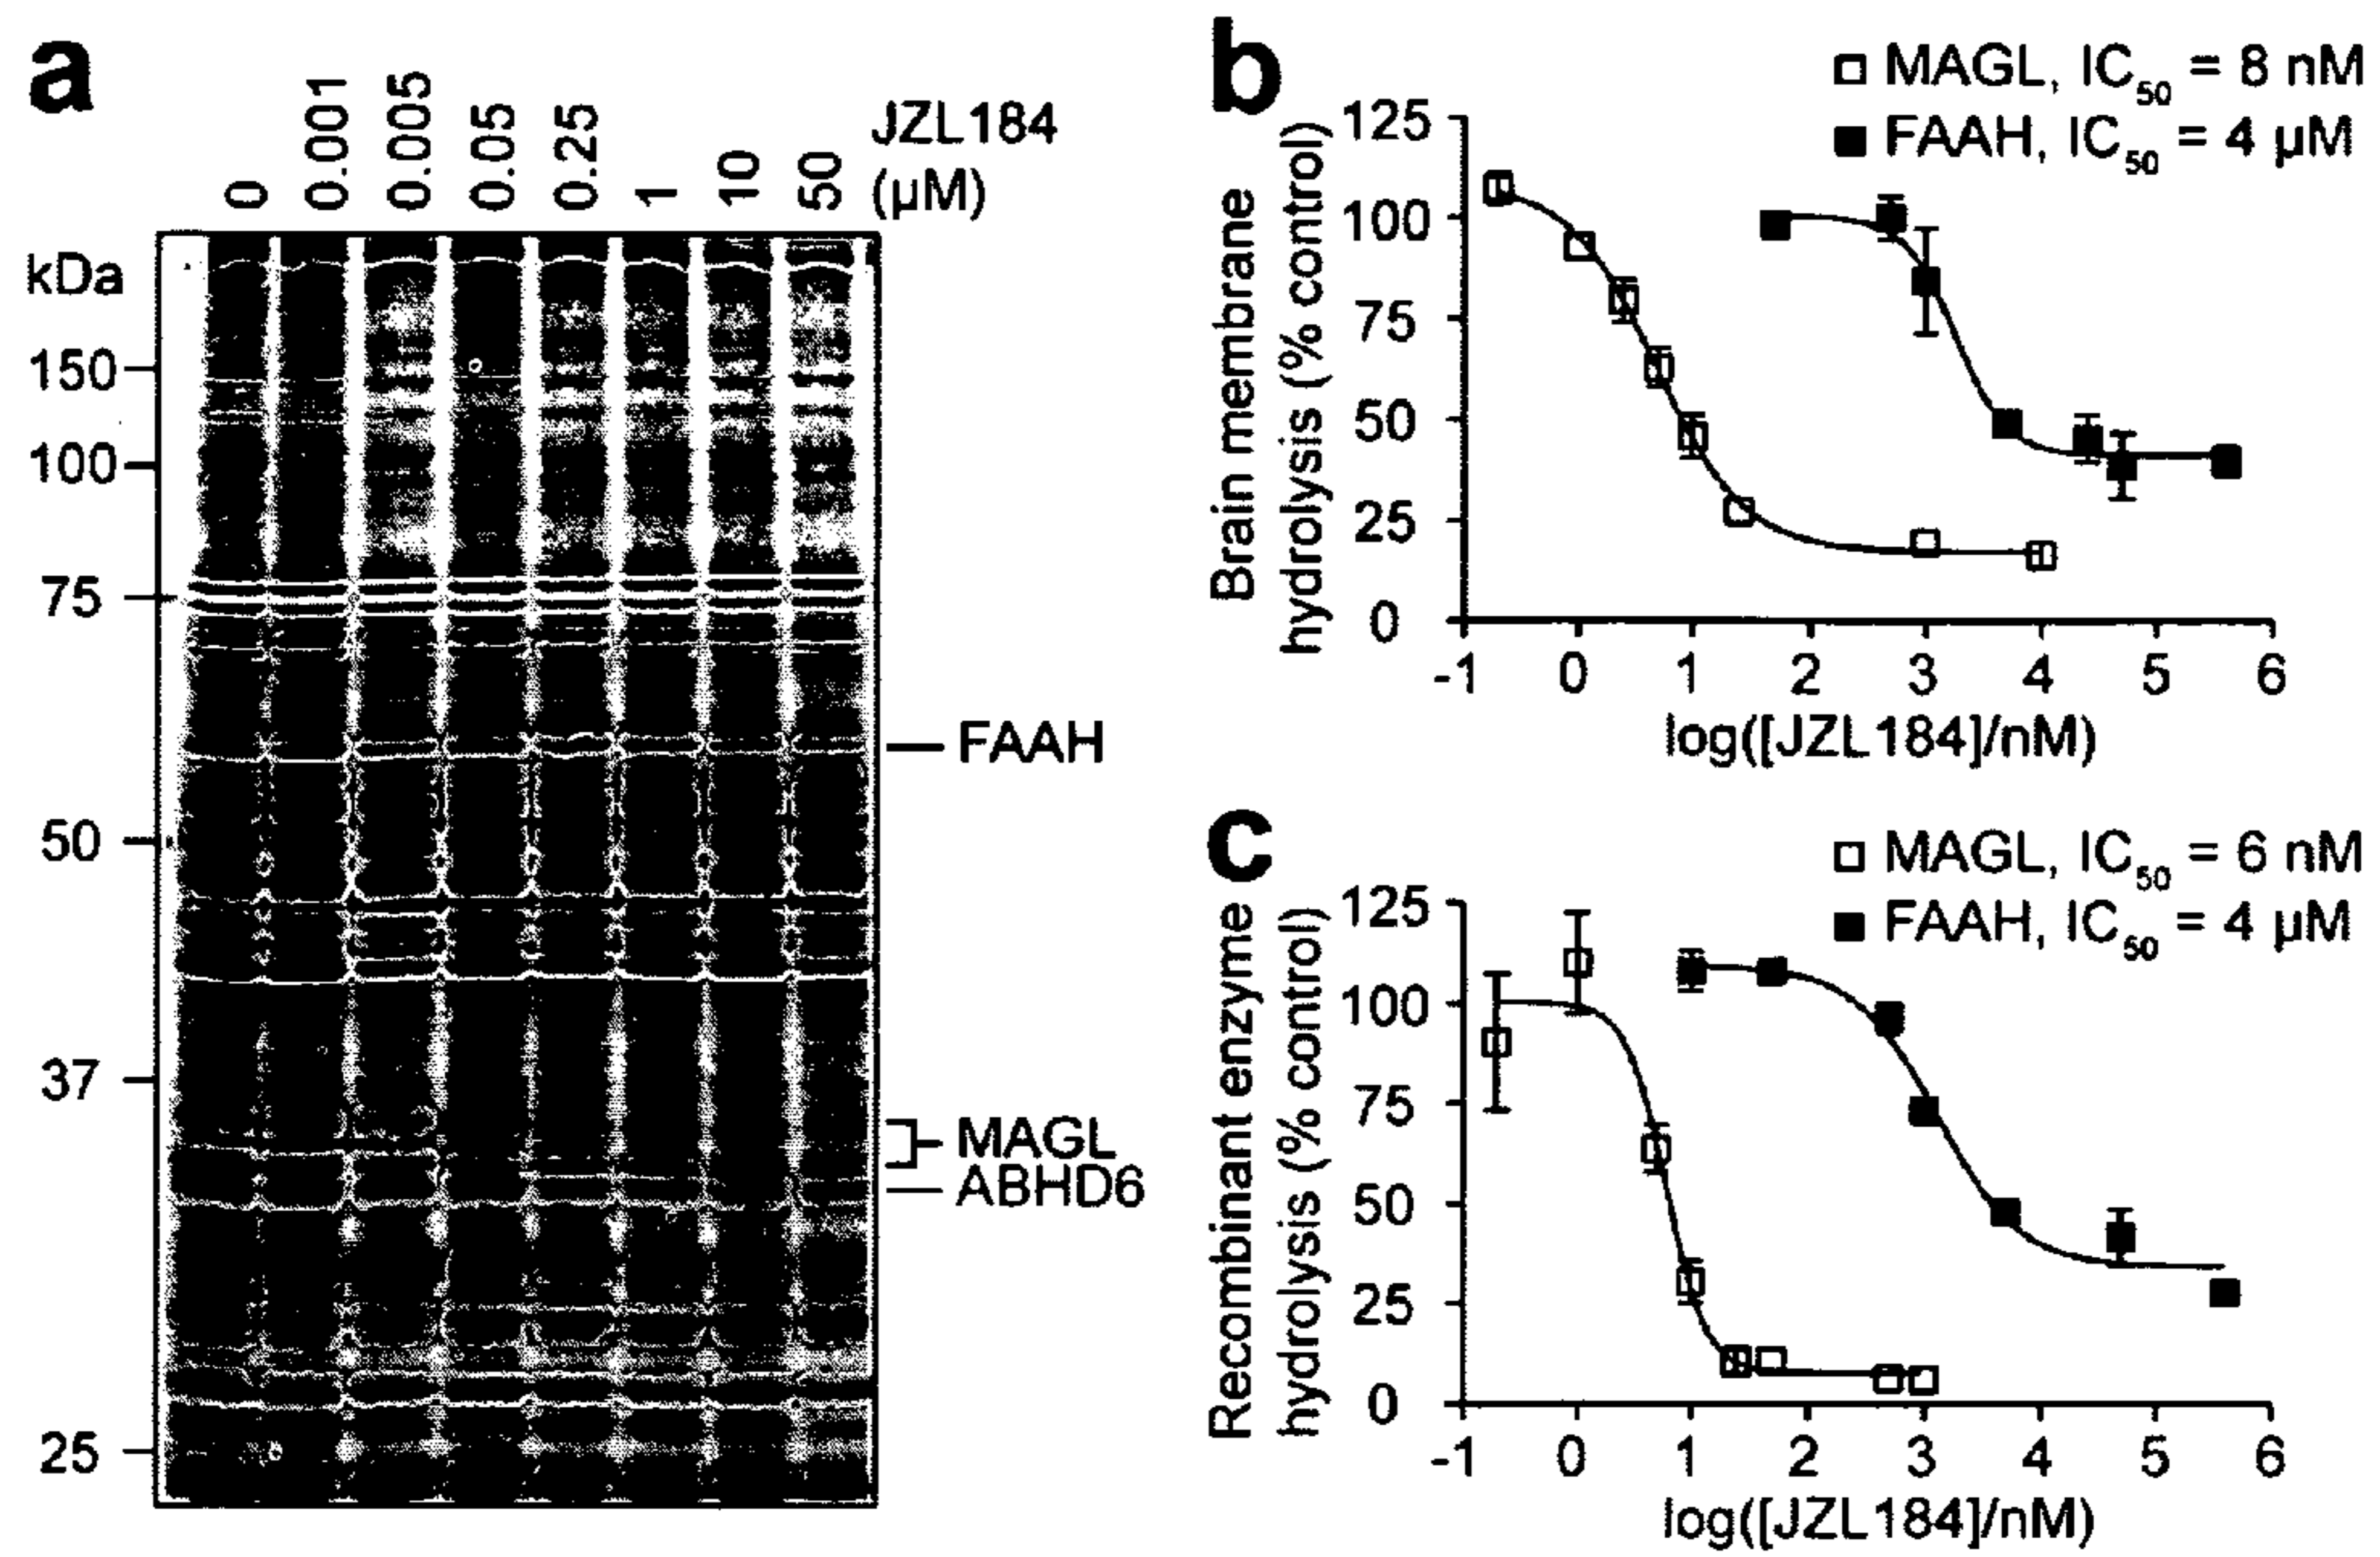 a
0 0.001 0.005 0.05 0.25 1 10 50
JZL184
(µM)
kDa
150
100
75
50
37
25
FAAH
MAGL
ABHD6
b
MAGL, IC50 = 8 nM
FAAH, IC50 = 4 µM
Brain membrane
hydrolysis (% control)
125
100
75
50
25
0
-1 0 1 2 3 4 5 6
log([JZL184]/nM)
c
MAGL, IC50 = 6 nM
FAAH, IC50 = 4 µM
Recombinant enzyme
hydrolysis (% control)
125
100
75
50
25
0
-1 0 1 2 3 4 5 6
log([JZL184]/nM)